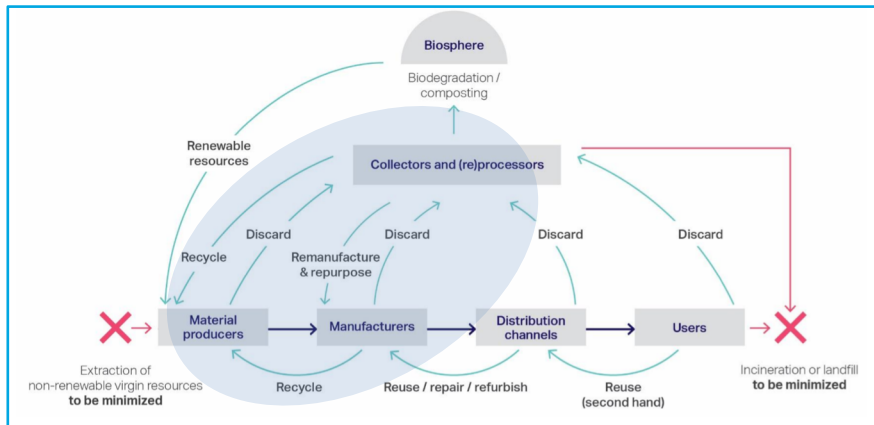 Biosphere
Biodegradation /
composting
Renewable
resources
Collectors and (re)processors
Recycle
Discard
Remanufacture
& repurpose
Discard
Discard
Discard
Material
producers
Manufacturers
Distribution
channels
Users
Extraction of
non-renewable virgin resources
to be minimized
Recycle
Reuse / repair / refurbish
Reuse
(second hand)
Incineration or landfill
to be minimized